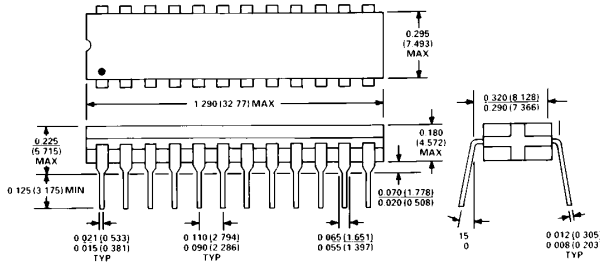 0.295
(7.493)
MAX
1.290 (32 77) MAX
0.320 (8 128)
0.290 (7 366)
0.225
(5 715)
MAX
0.180
(4 572)
MAX
0 125 (3 175) MIN
0 070 (1 778)
0 020 (0 508)
0 021 (0 533)
0 015 (0 381)
TYP
0 110 (2 794)
0 090 (2 286)
TYP
0 065 (1 651)
0 055 (1 397)
15
0
0 012 (0 305)
0 008 (0 203
TYP